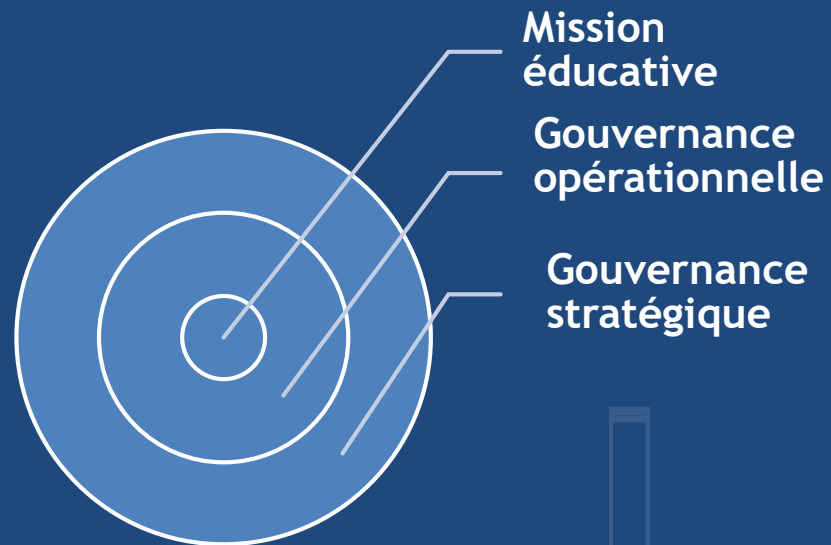 Mission
éducative
Gouvernance
opérationnelle
Gouvernance
stratégique